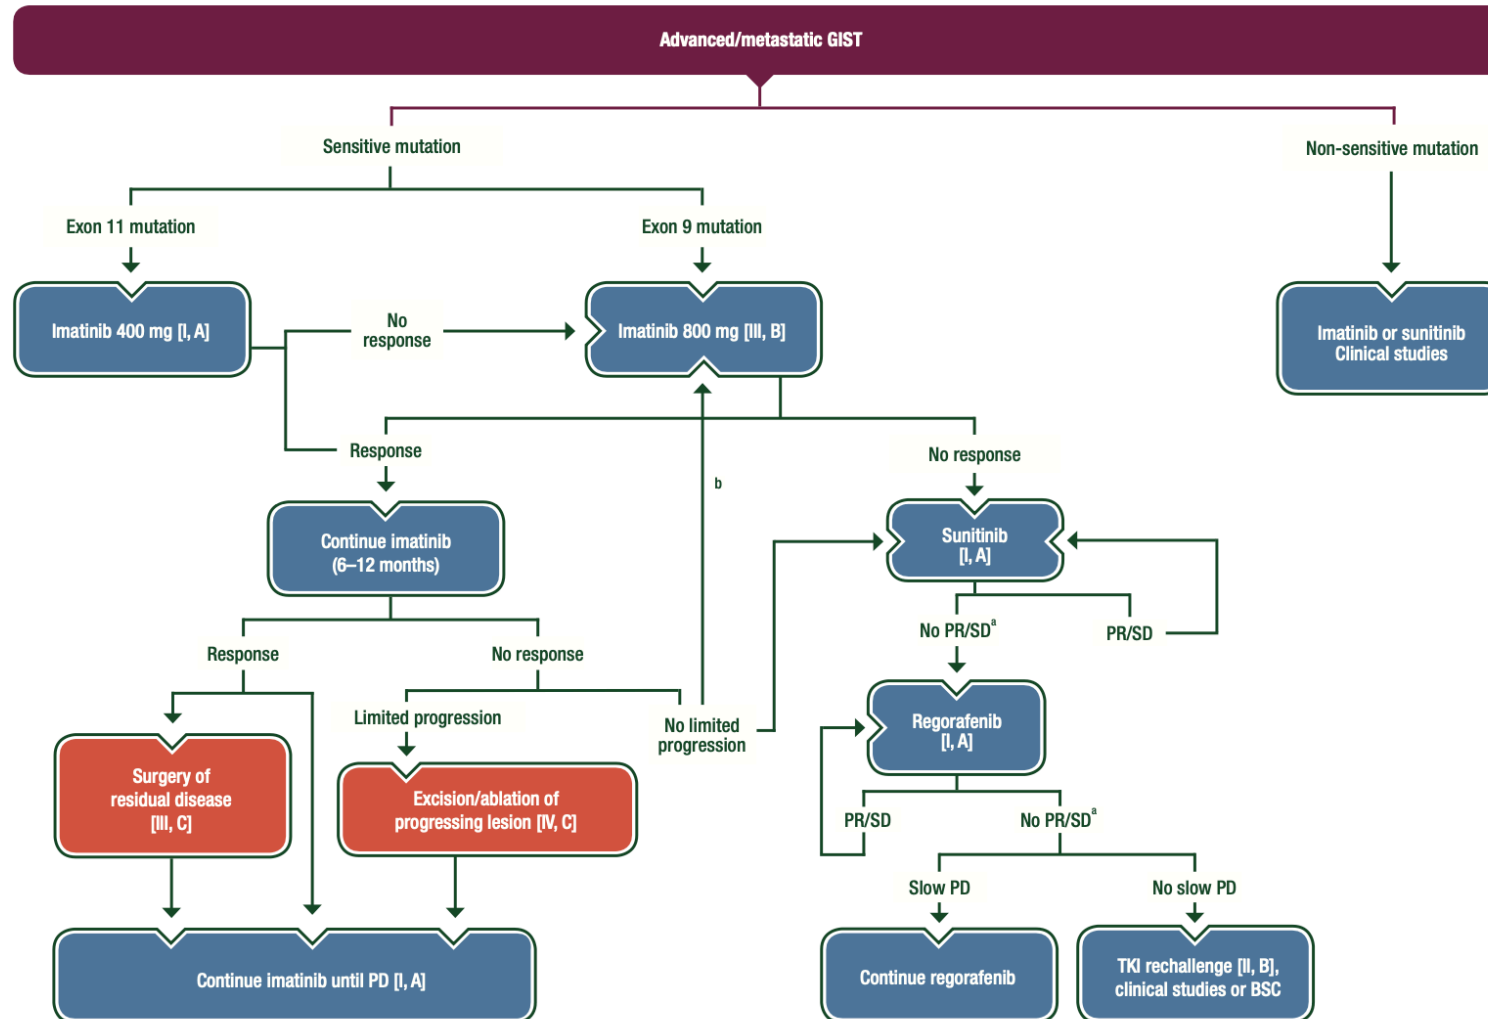 Advanced/metastatic GIST
Sensitive mutation
Non-sensitive mutation
Exon 11 mutation
Exon 9 mutation
Imatinib 400 mg [I, A]
No
response
Imatinib 800 mg [III, B]
Imatinib or sunitinib
Clinical studies
Response
No response
b
Continue imatinib
(6–12 months)
Sunitinib
[I, A]
Response
No response
No PR/SDa
PR/SD
Limited progression
No limited
progression
Regorafenib
[I, A]
Surgery of
residual disease
[III, C]
Excision/ablation of
progressing lesion [IV, C]
PR/SD
No PR/SDa
Slow PD
No slow PD
Continue imatinib until PD [I, A]
Continue regorafenib
TKI rechallenge [II, B],
clinical studies or BSC